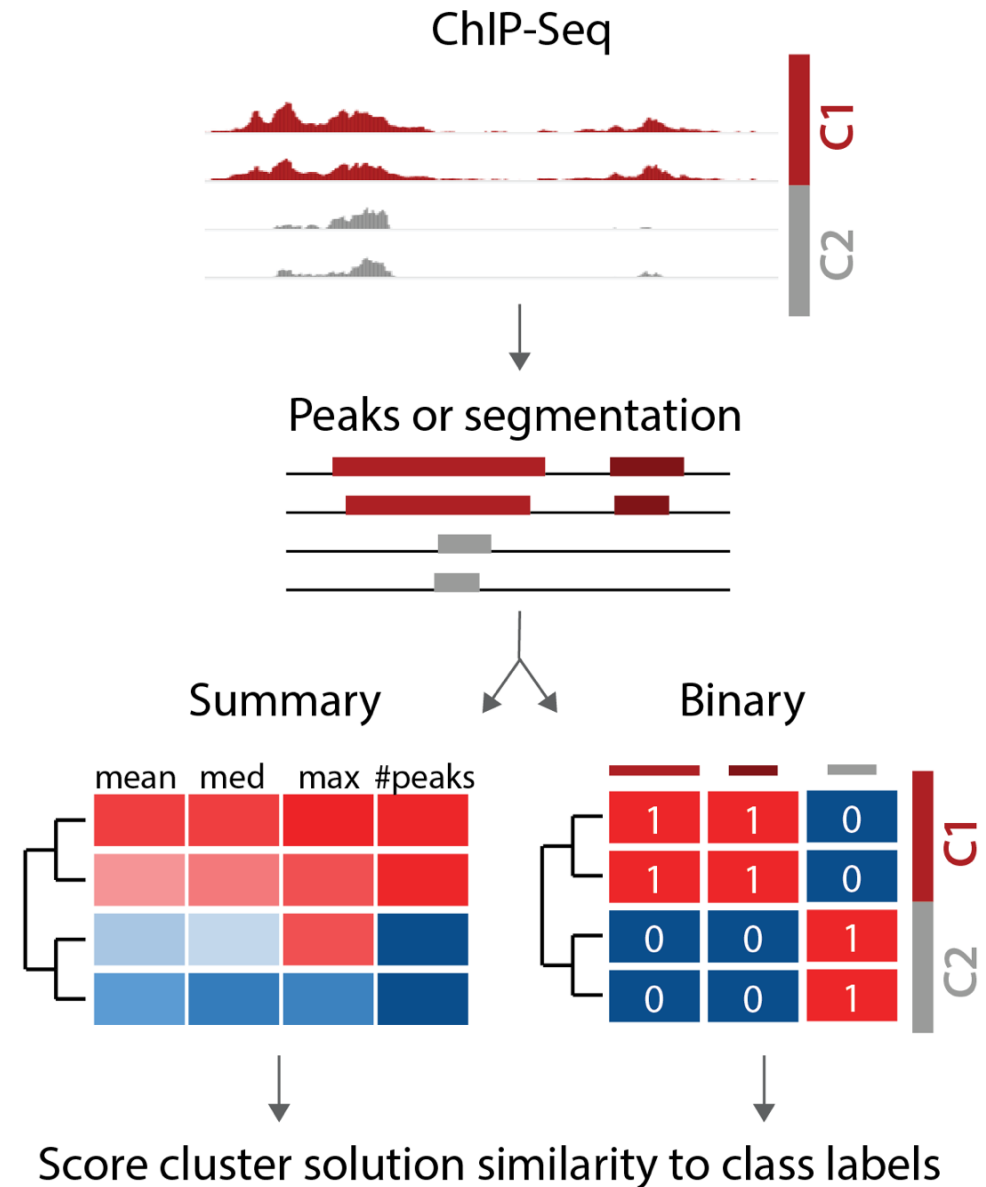 ChIP-Seq
C1
C2
Peaks or segmentation
Summary
Binary
mean med max #peaks
1 1 0
1 1 0
0 0 1
0 0 1
C1
C2
Score cluster solution similarity to class labels